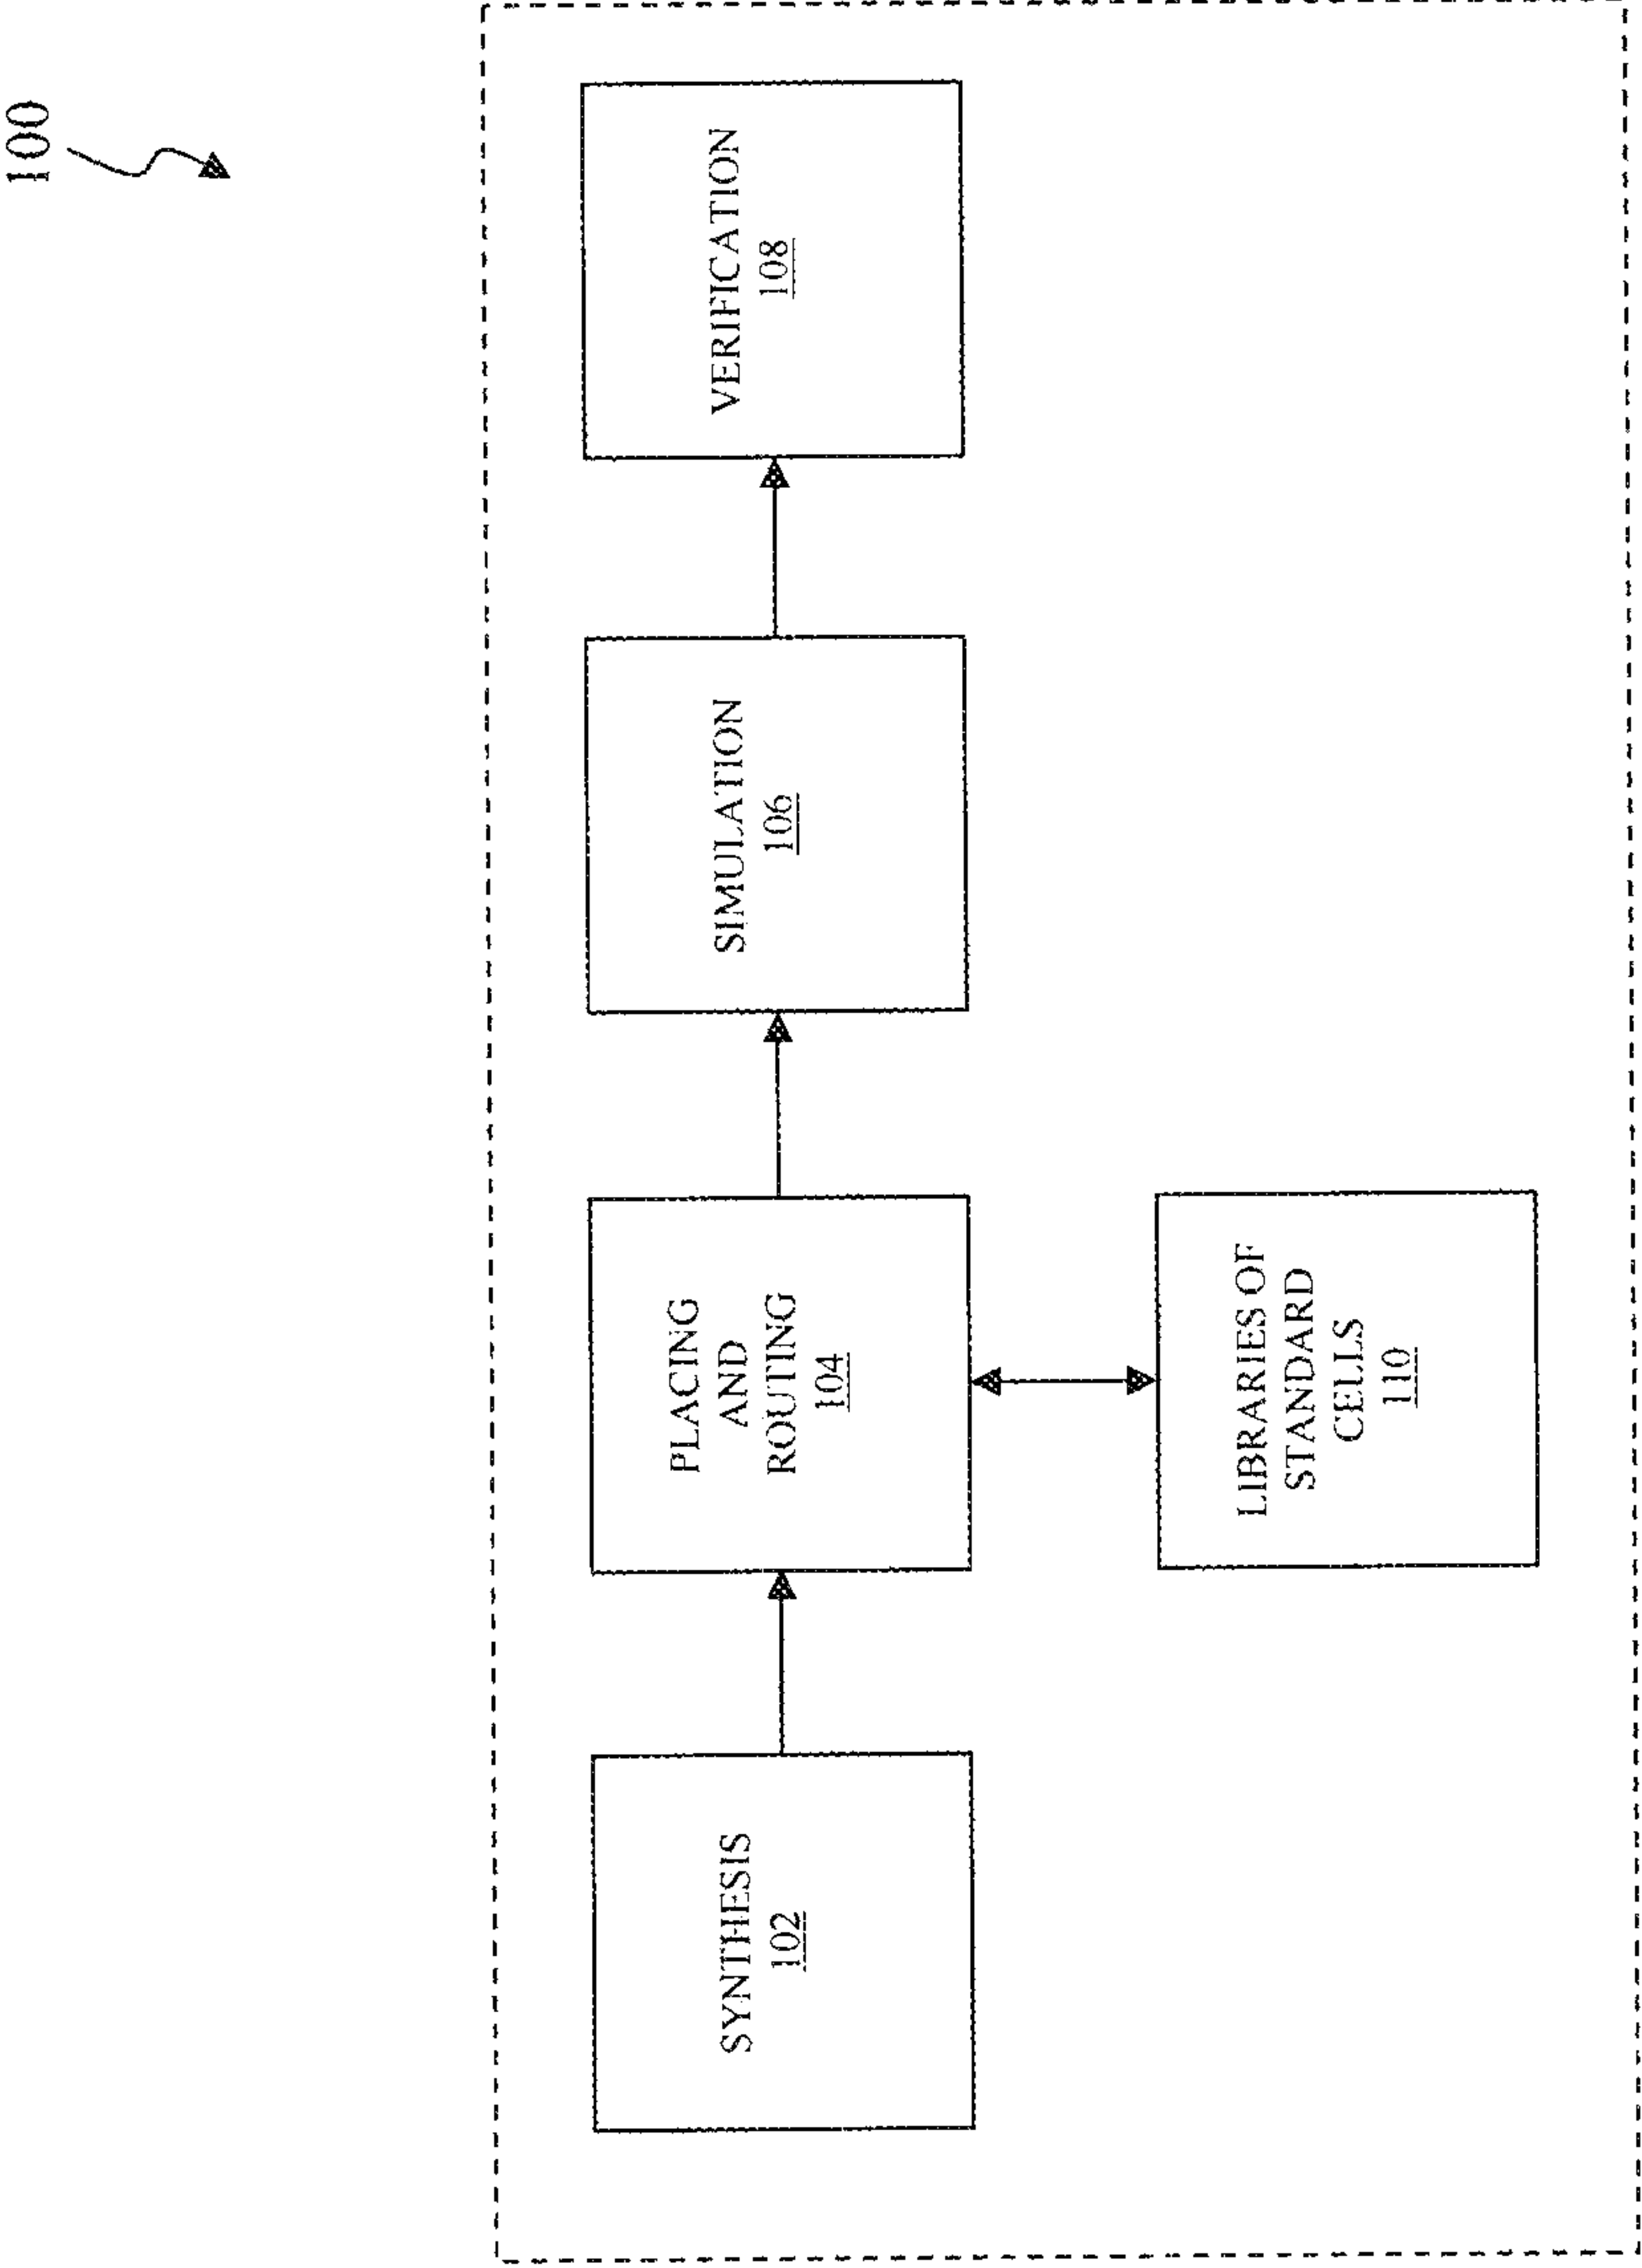 100
SYNTHESIS
102
PLACING
AND
ROUTING
104
SIMULATION
106
VERIFICATION
108
LIBRARIES OF
STANDARD
CELLS
110